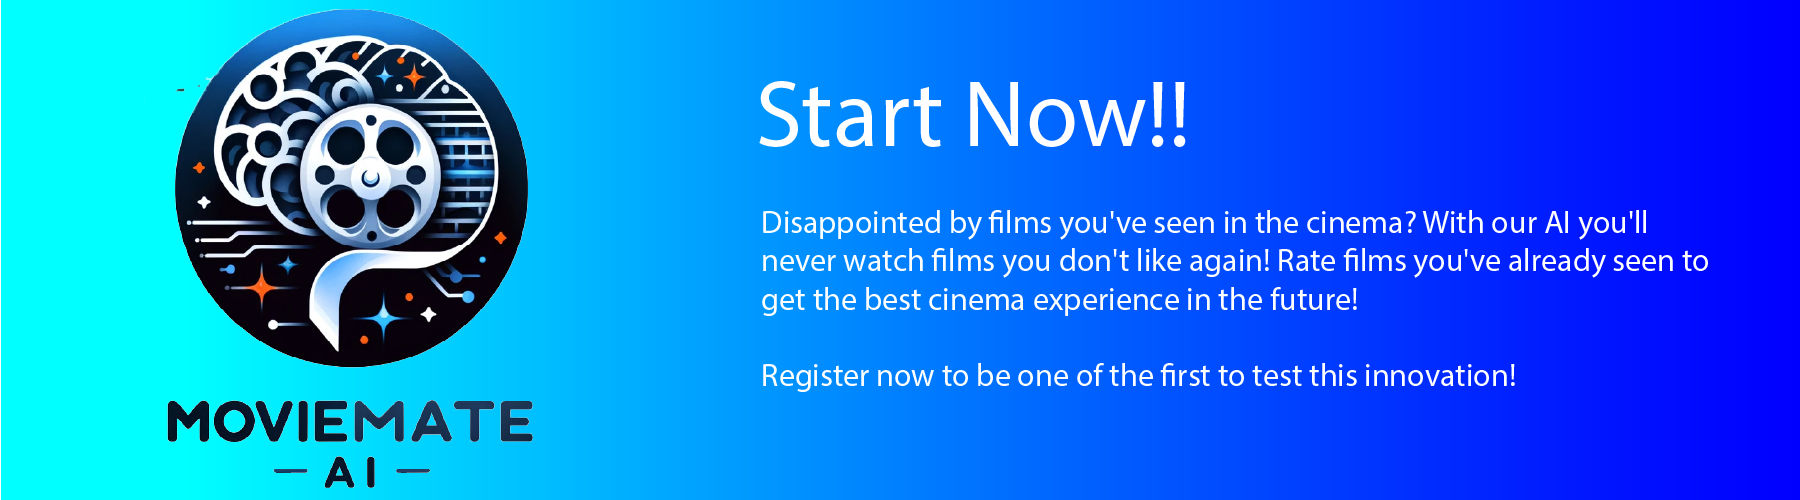 Start Now!!
Disappointed by films you've seen in the cinema? With our AI you'll
never watch films you don't like again! Rate films you've already seen to
get the best cinema experience in the future!
Register now to be one of the first to test this innovation!
MOVIEMATE
— AI —